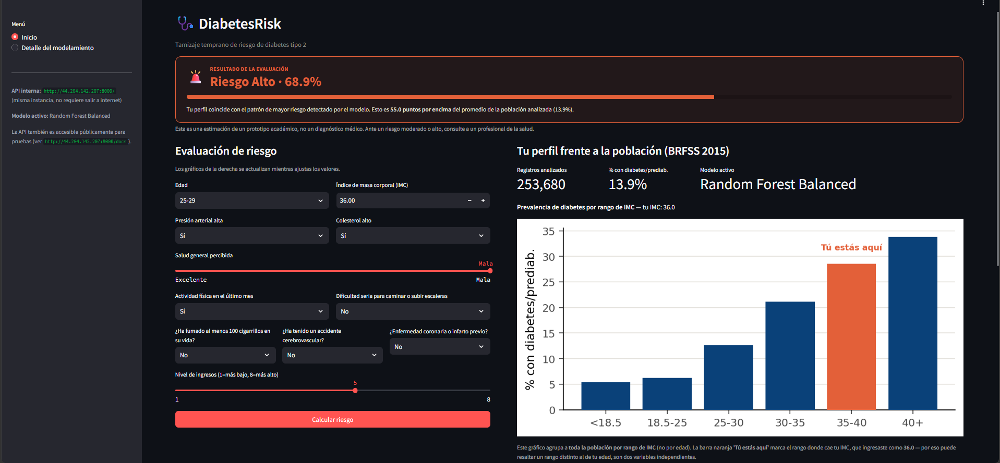 Menú
Inicio
Detalle del modelamiento
API interna: http://44.204.142.207:8000/
(misma instancia, no requiere salir a internet)
Modelo activo: Random Forest Balanced
La API también es accesible públicamente para
pruebas (ver http://44.204.142.207:8000/docs ).
DiabetesRisk
Tamizaje temprano de riesgo de diabetes tipo 2
RESULTADO DE LA EVALUACIÓN
Riesgo Alto · 68.9%
Tu perfil coincide con el patrón de mayor riesgo detectado por el modelo. Esto es 55.0 puntos por encima del promedio de la población analizada (13.9%).
Esta es una estimación de un prototipo académico, no un diagnóstico médico. Ante un riesgo moderado o alto, consulte a un profesional de la salud.
Evaluación de riesgo
Los gráficos de la derecha se actualizan mientras ajustas los valores.
Edad
Índice de masa corporal (IMC)
25-29
36.00
Presión arterial alta
Colesterol alto
Sí
Sí
Salud general percibida
Mala
Excelente
Mala
Actividad física en el último mes
Dificultad seria para caminar o subir escaleras
Sí
No
¿Ha fumado al menos 100 cigarrillos en
su vida?
¿Ha tenido un accidente
cerebrovascular?
¿Enfermedad coronaria o infarto previo?
No
No
No
Nivel de ingresos (1=más bajo, 8=más alto)
5
1
8
Calcular riesgo
Tu perfil frente a la población (BRFSS 2015)
Registros analizados
% con diabetes/prediab.
Modelo activo
253,680
13.9%
Random Forest Balanced
Prevalencia de diabetes por rango de IMC — tu IMC: 36.0
% con diabetes/prediab.
35
30
25
20
15
10
5
0
Tú estás aquí
<18.5
18.5-25
25-30
30-35
35-40
40+
Este gráfico agrupa a toda la población por rango de IMC (no por edad). La barra naranja 'Tú estás aquí' marca el rango donde cae tu IMC, que ingresaste como 36.0 — por eso puede
resaltar un rango distinto al de tu edad, son dos variables independientes.